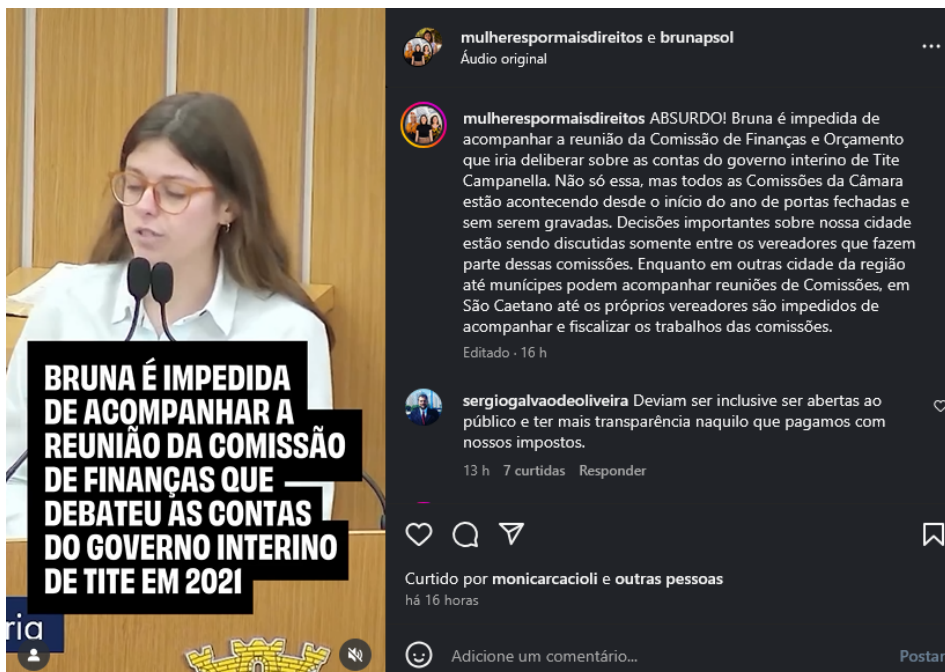 BRUNA É IMPEDIDA
DE ACOMPANHAR A
REUNIÃO DA COMISSÃO
DE FINANÇAS QUE
DEBATEU AS CONTAS
DO GOVERNO INTERINO
DE TITE EM 2021
ria
mulherespormaisdireitos e brunapsol
Áudio original
mulherespormaisdireitos ABSURDO! Bruna é impedida de
acompanhar a reunião da Comissão de Finanças e Orçamento
que iria deliberar sobre as contas do governo interino de Tite
Campanella. Não só essa, mas todos as Comissões da Câmara
estão acontecendo desde o início do ano de portas fechadas e
sem serem gravadas. Decisões importantes sobre nossa cidade
estão sendo discutidas somente entre os vereadores que fazem
parte dessas comissões. Enquanto em outras cidade da região
até munícipes podem acompanhar reuniões de Comissões, em
São Caetano até os próprios vereadores são impedidos de
acompanhar e fiscalizar os trabalhos das comissões.
Editado · 16 h
sergiogalvaodeoliveira Deviam ser inclusive ser abertas ao
público e ter mais transparência naquilo que pagamos com
nossos impostos.
13 h 7 curtidas Responder
Curtido por monicarcacioli e outras pessoas
há 16 horas
Adicione um comentário...
Postar